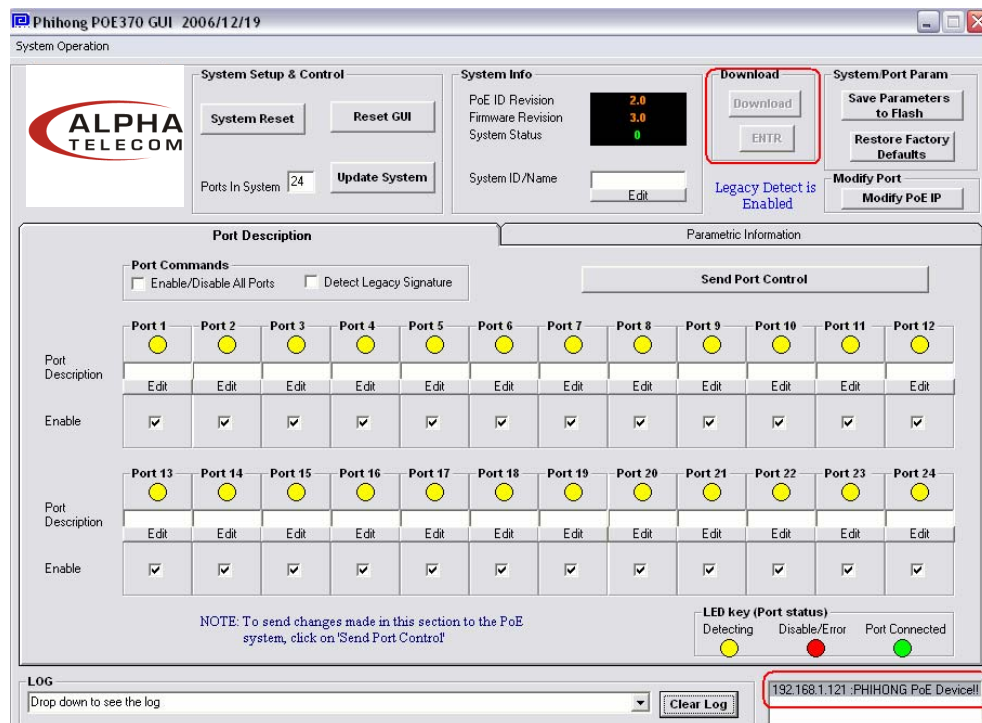 Phihong POE370 GUI 2006/12/19
System Operation
ALPHA
TELECOM
System Setup & Control
System Reset
Reset GUI
Ports In System 24
Update System
System Info
PoE ID Revision 2.0
Firmware Revision 3.0
System Status 0
System ID/Name
Edit
Download
Download
ENTR
Legacy Detect is
Enabled
System/Port Param
Save Parameters
to Flash
Restore Factory
Defaults
Modify Port
Modify PoE IP
Port Description
Parametric Information
Port Commands
Enable/Disable All Ports
Detect Legacy Signature
Send Port Control
Port 1 Port 2 Port 3 Port 4 Port 5 Port 6 Port 7 Port 8 Port 9 Port 10 Port 11 Port 12
Port
Description
Edit Edit Edit Edit Edit Edit Edit Edit Edit Edit Edit Edit
Enable
Port 13 Port 14 Port 15 Port 16 Port 17 Port 18 Port 19 Port 20 Port 21 Port 22 Port 23 Port 24
Port
Description
Edit Edit Edit Edit Edit Edit Edit Edit Edit Edit Edit Edit
Enable
NOTE: To send changes made in this section to the PoE
system, click on 'Send Port Control'
LED key (Port status)
Detecting Disable/Error Port Connected
LOG
Drop down to see the log
Clear Log
192.168.1.121 :PHIHONG PoE Device!!